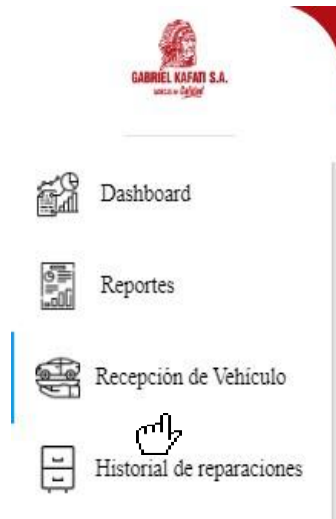 GABRIEL KAFATI S.A.
Dashboard
Reportes
Recepción de Vehículo
Historial de reparaciones